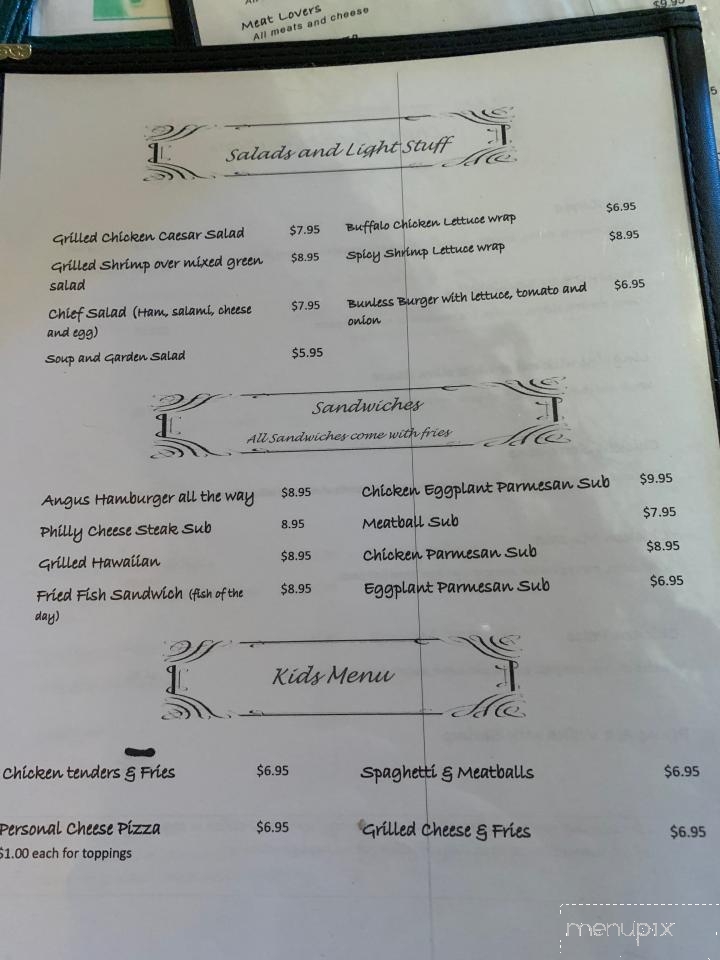 Meat Lovers
All meats and cheese
$9.95
Salads and Light Stuff
Grilled Chicken Caesar Salad $7.95 Buffalo Chicken Lettuce wrap $6.95
Grilled Shrimp over mixed green $8.95 Spicy Shrimp Lettuce wrap $8.95
salad
Chief Salad (Ham, salami, cheese $7.95 Bunless Burger with lettuce, tomato and $6.95
and egg) onion
Soup and Garden Salad $5.95
Sandwiches
All Sandwiches come with fries
Angus Hamburger all the way $8.95 Chicken Eggplant Parmesan Sub $9.95
Philly Cheese Steak Sub 8.95 Meatball Sub $7.95
Grilled Hawaiian $8.95 Chicken Parmesan Sub $8.95
Fried Fish Sandwich (fish of the $8.95 Eggplant Parmesan Sub $6.95
day)
Kids Menu
Chicken tenders & Fries $6.95 Spaghetti & Meatballs $6.95
Personal Cheese Pizza $6.95 Grilled Cheese & Fries $6.95
$1.00 each for toppings
menupix